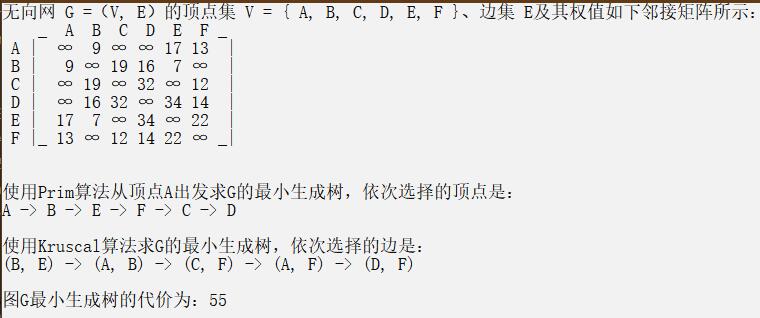 无向网 G =（V, E）的顶点集 V = { A, B, C, D, E, F }、边集 E及其权值如下邻接矩阵所示:
_ A B C D E F _
A | ∞ 9 ∞ ∞ 17 13 |
B | 9 ∞ 19 16 7 ∞ |
C | ∞ 19 ∞ 32 ∞ 12 |
D | ∞ 16 32 ∞ 34 14 |
E | 17 7 ∞ 34 ∞ 22 |
F |_ 13 ∞ 12 14 22 ∞ _|
使用Prim算法从顶点A出发求G的最小生成树，依次选择的顶点是:
A -> B -> E -> F -> C -> D
使用Kruscal算法求G的最小生成树，依次选择的边是:
(B, E) -> (A, B) -> (C, F) -> (A, F) -> (D, F)
图G最小生成树的代价为: 55